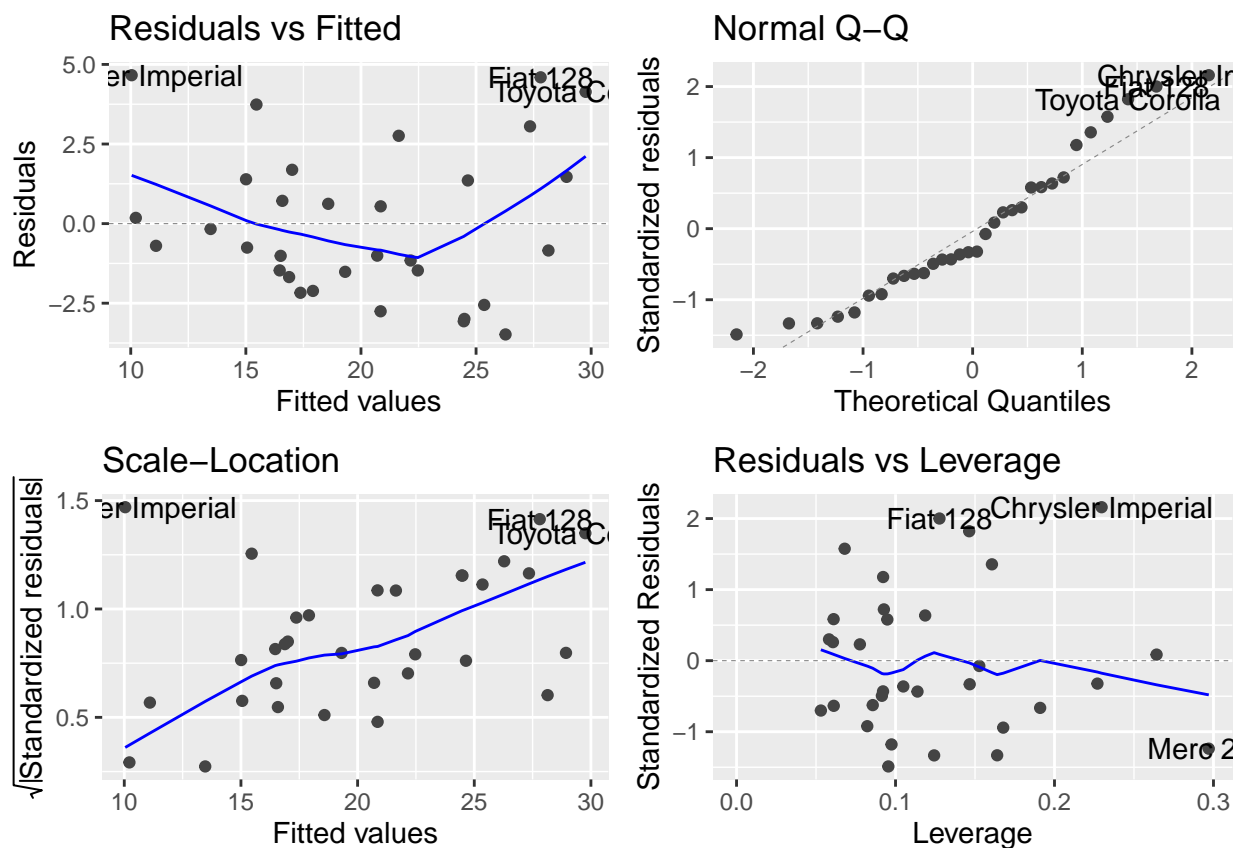 Residuals vs Fitted
5.0
2.5
0.0
−2.5
Residuals
er Imperial
Fiat 128
Toyota Co
10 15 20 25 30
Fitted values
Normal Q−Q
2
1
0
−1
Standardized residuals
Chrysler Im
Fiat 128
Toyota Corolla
−2 −1 0 1 2
Theoretical Quantiles
Scale−Location
1.5
1.0
0.5
√|Standardized residuals|
er Imperial
Fiat 128
Toyota Co
10 15 20 25 30
Fitted values
Residuals vs Leverage
2
1
0
−1
Standardized Residuals
Fiat 128
Chrysler Imperial
Merc 2
0.0 0.1 0.2 0.3
Leverage